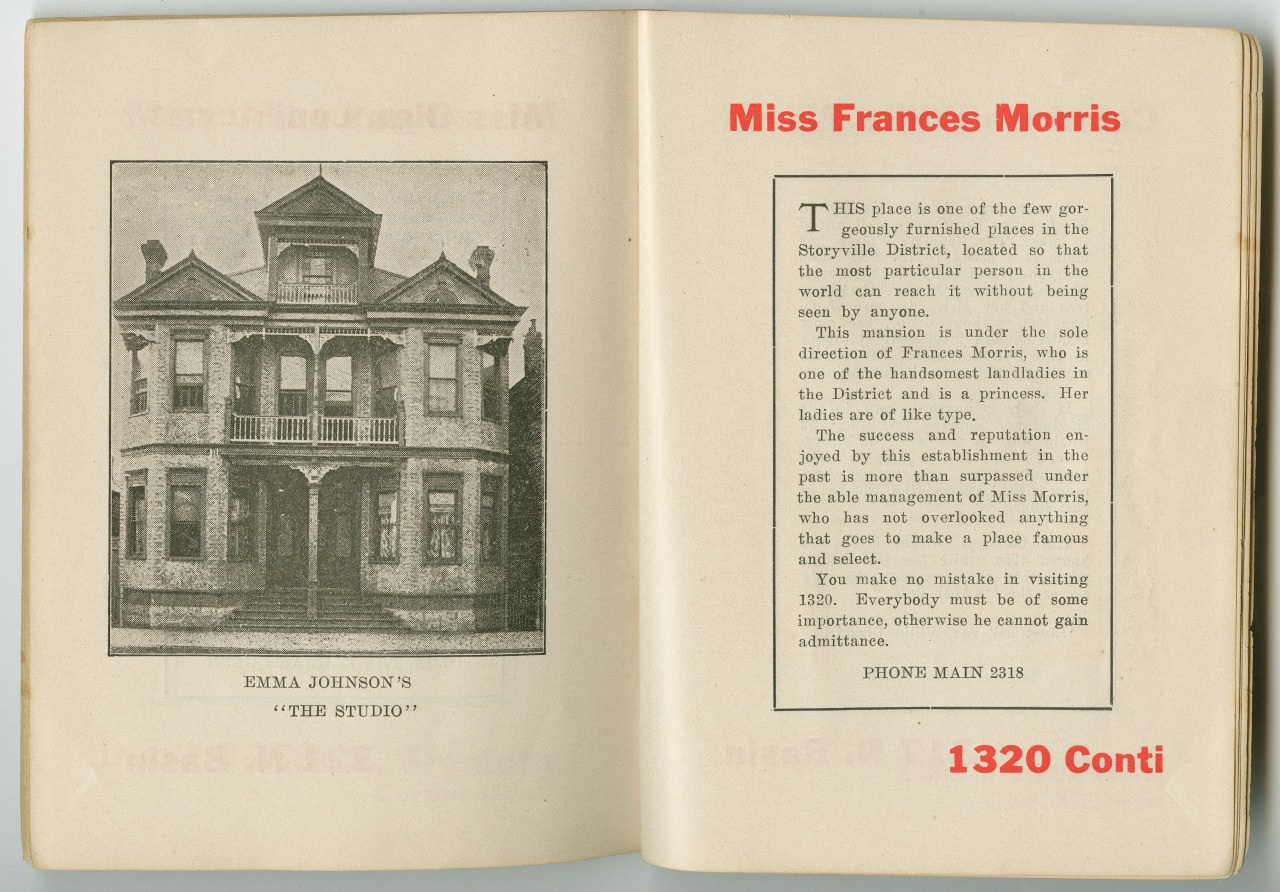 EMMA JOHNSON'S
"THE STUDIO"
Miss Frances Morris
THIS place is one of the few gor-
geously furnished places in the
Storyville District, located so that
the most particular person in the
world can reach it without being
seen by anyone.
This mansion is under the sole
direction of Frances Morris, who is
one of the handsomest landladies in
the District and is a princess. Her
ladies are of like type.
The success and reputation en-
joyed by this establishment in the
past is more than surpassed under
the able management of Miss Morris,
who has not overlooked anything
that goes to make a place famous
and select.
You make no mistake in visiting
1320. Everybody must be of some
importance, otherwise he cannot gain
admittance.
PHONE MAIN 2318
1320 Conti